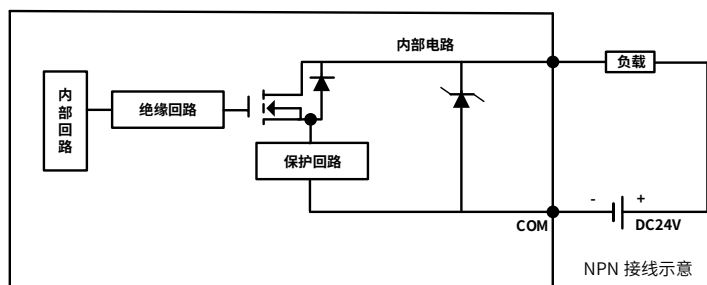 内部电路
负载
内部回路
绝缘回路
保护回路
- +
COM
DC24V
NPN 接线示意